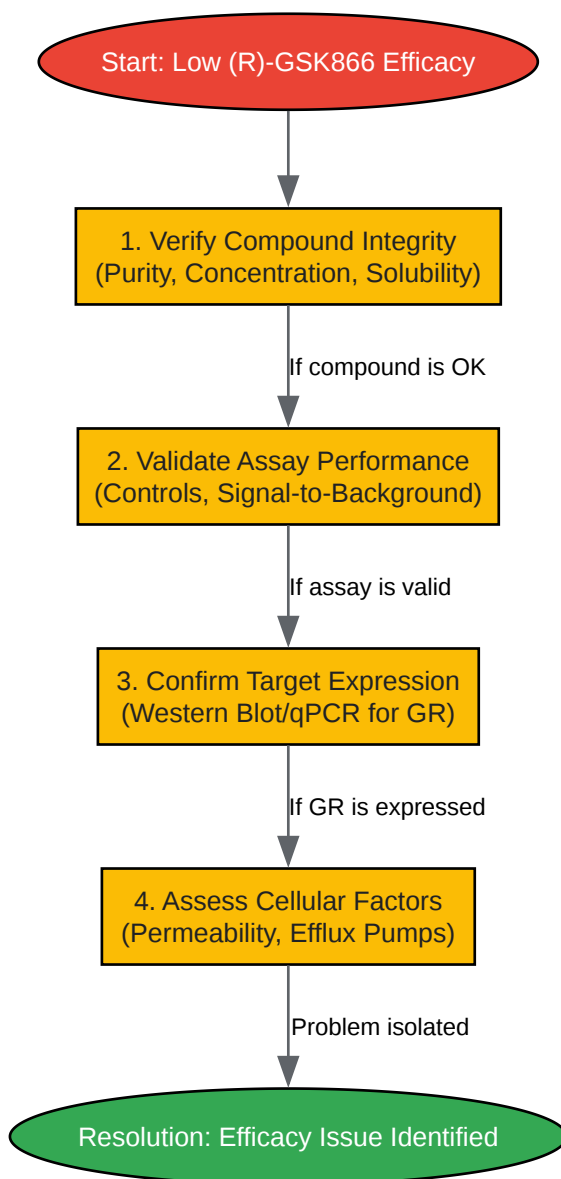 Start: Low (R)-GSK866 Efficacy
1. Verify Compound Integrity
(Purity, Concentration, Solubility)
If compound is OK
2. Validate Assay Performance
(Controls, Signal-to-Background)
If assay is valid
3. Confirm Target Expression
(Western Blot/qPCR for GR)
If GR is expressed
4. Assess Cellular Factors
(Permeability, Efflux Pumps)
Problem isolated
Resolution: Efficacy Issue Identified